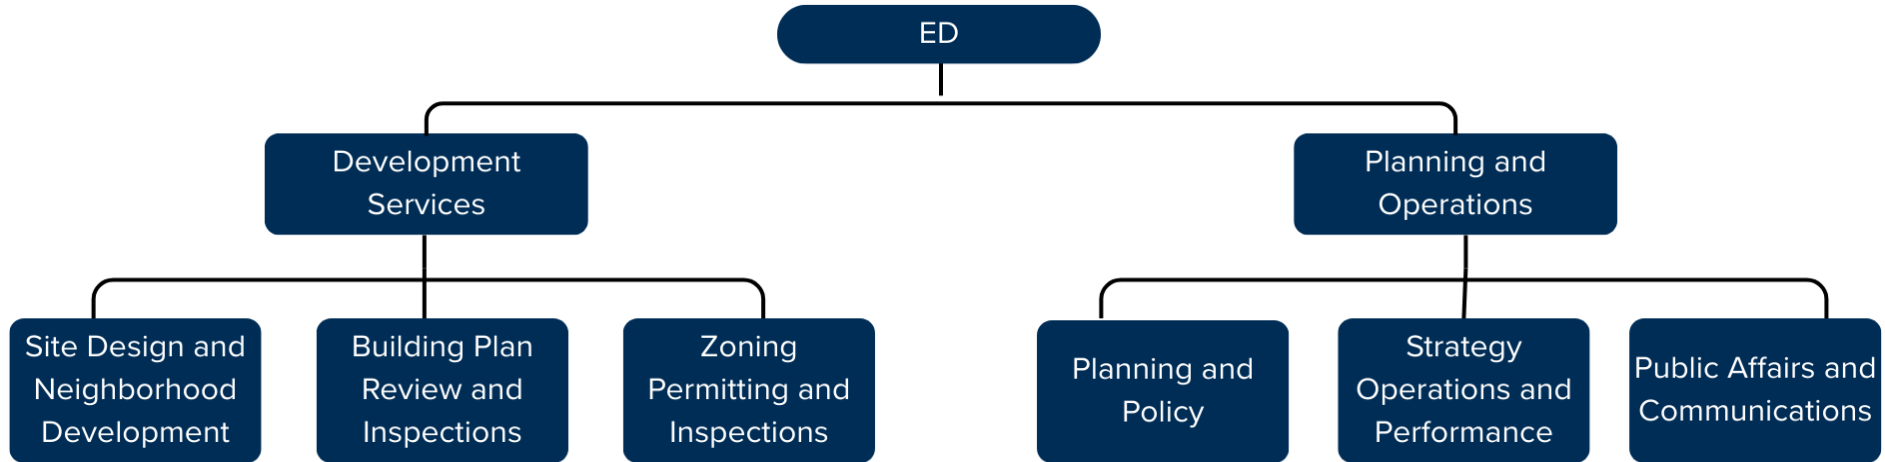 ED
Development
Services
Planning and
Operations
Site Design and
Neighborhood
Development
Building Plan
Review and
Inspections
Zoning
Permitting and
Inspections
Planning and
Policy
Strategy
Operations and
Performance
Public Affairs and
Communications